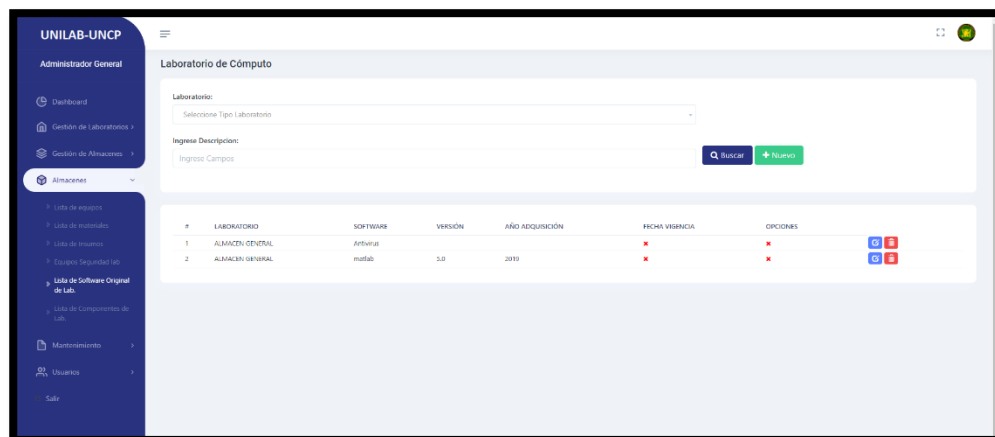 UNILAB-UNCP
Administrador General
Dashboard
Gestión de Laboratorios
Gestión de Almacenes
Almacenes
Lista de equipos
Lista de materiales
Lista de Insumos
Equipos Seguridad lab
Lista de Software Original
de Lab.
Lista de Componentes de
Lab.
Mantenimiento
Usuarios
Salir
Laboratorio de Cómputo
Laboratorio:
Seleccione Tipo Laboratorio
Ingrese Descripcion:
Ingrese Campos
Buscar
Nuevo
# LABORATORIO SOFTWARE VERSIÓN AÑO ADQUISICIÓN FECHA VIGENCIA OPCIONES
1 ALMACEN GENERAL Antivirus
2 ALMACEN GENERAL matlab 5.0 2019